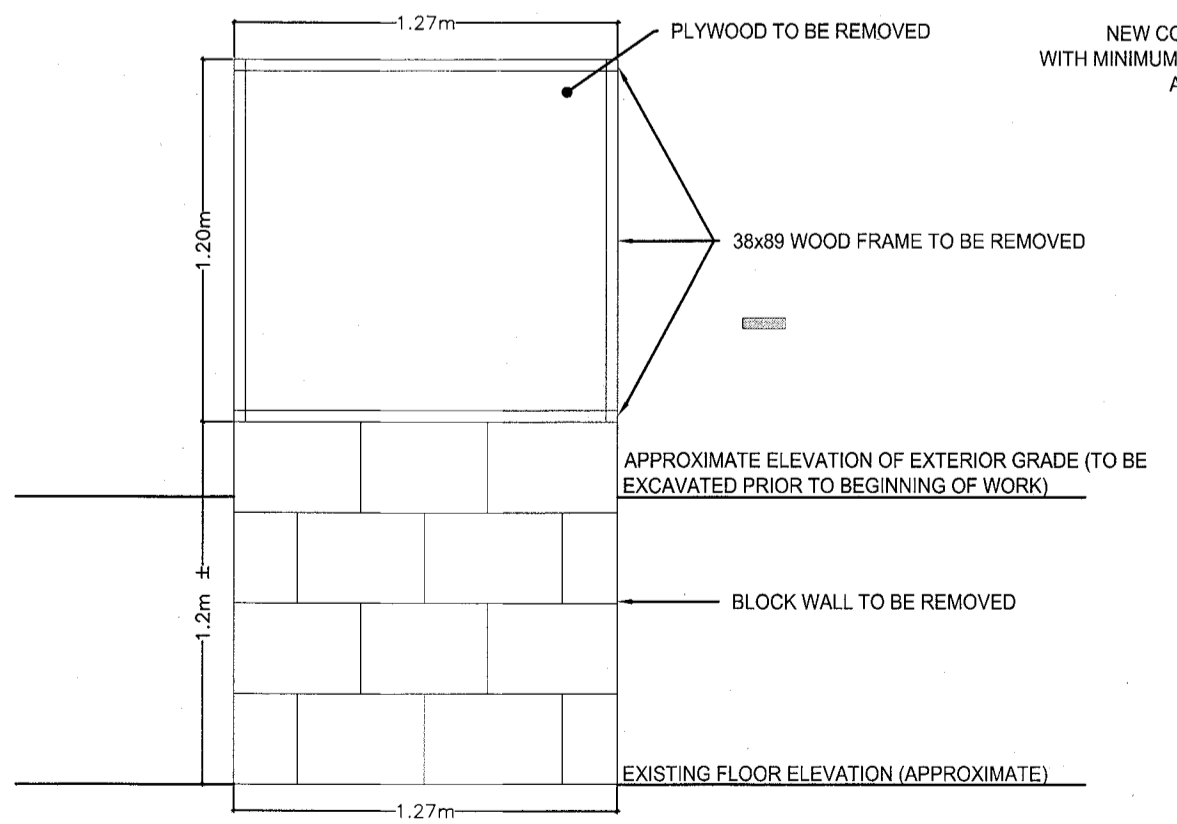 1.27m
PLYWOOD TO BE REMOVED
NEW CO
WITH MINIMUM
A
1.20m
38x89 WOOD FRAME TO BE REMOVED
APPROXIMATE ELEVATION OF EXTERIOR GRADE (TO BE
EXCAVATED PRIOR TO BEGINNING OF WORK)
1.2m ±
BLOCK WALL TO BE REMOVED
EXISTING FLOOR ELEVATION (APPROXIMATE)
1.27m